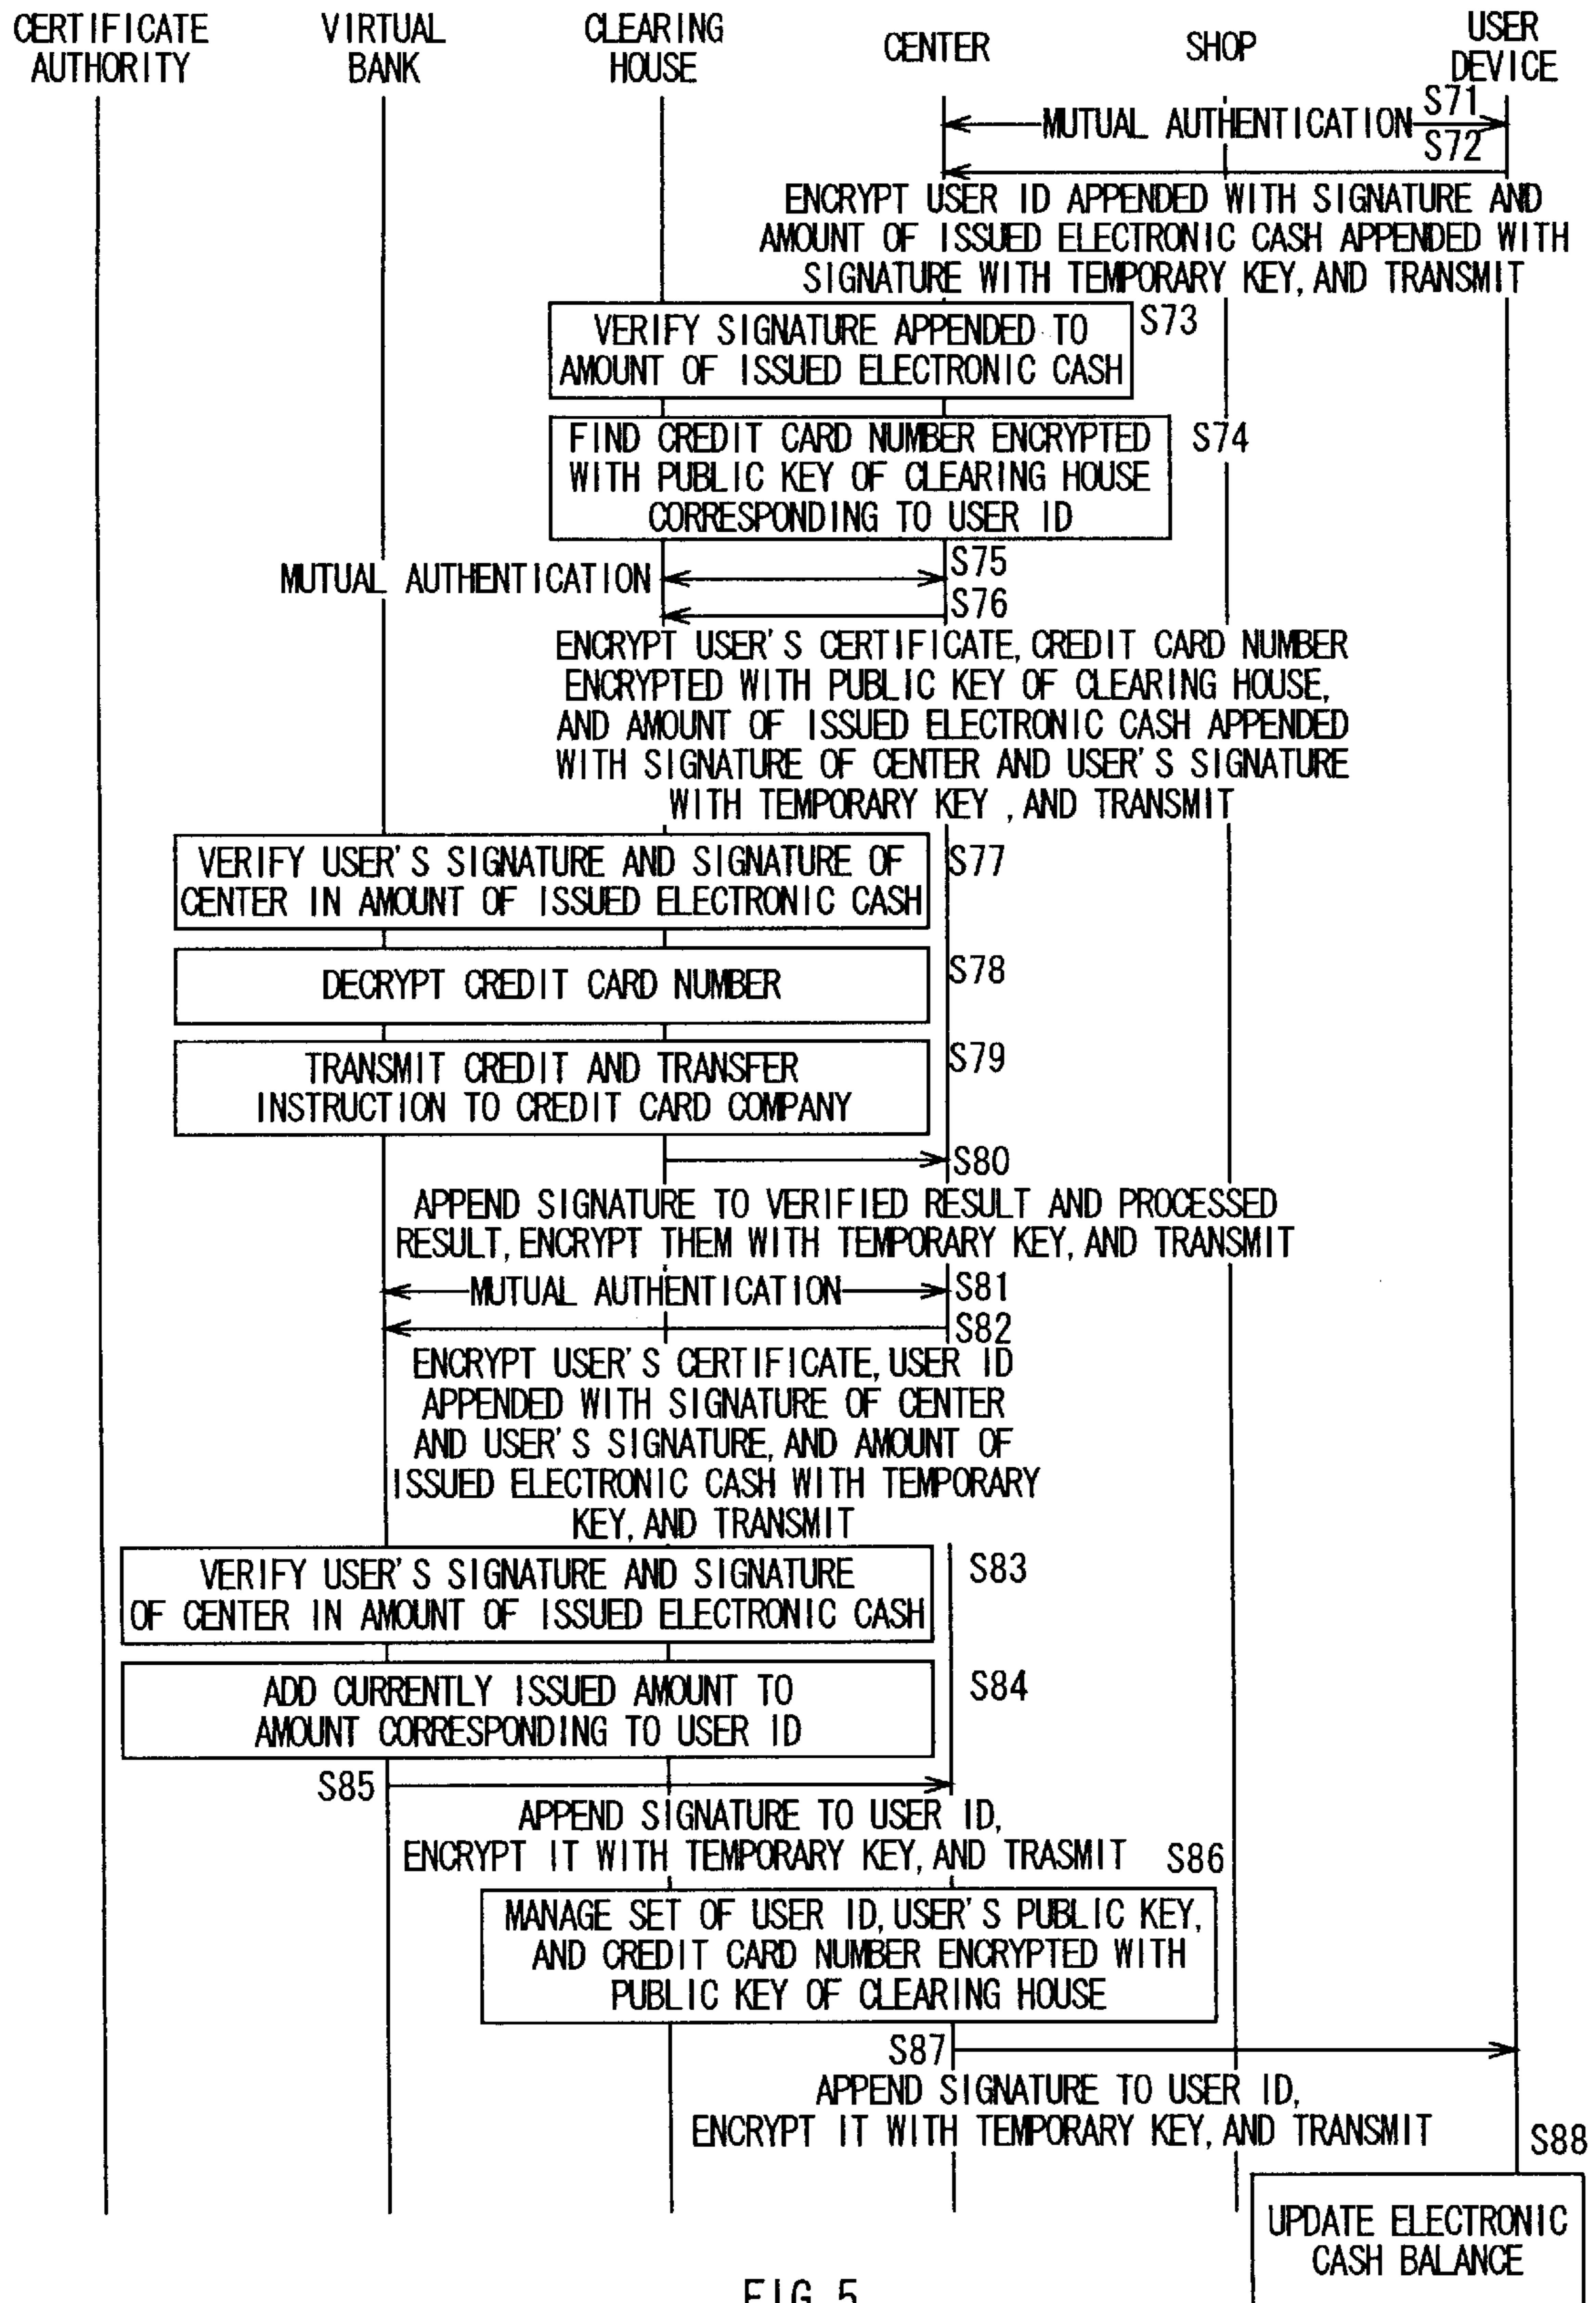 CERTIFICATE
AUTHORITY
VIRTUAL
BANK
CLEARING
HOUSE
CENTER
SHOP
USER
DEVICE
S71
MUTUAL AUTHENTICATION
S72
ENCRYPT USER ID APPENDED WITH SIGNATURE AND
AMOUNT OF ISSUED ELECTRONIC CASH APPENDED WITH
SIGNATURE WITH TEMPORARY KEY, AND TRANSMIT
VERIFY SIGNATURE APPENDED TO
AMOUNT OF ISSUED ELECTRONIC CASH
S73
FIND CREDIT CARD NUMBER ENCRYPTED
WITH PUBLIC KEY OF CLEARING HOUSE
CORRESPONDING TO USER ID
S74
MUTUAL AUTHENTICATION
S75
S76
ENCRYPT USER'S CERTIFICATE, CREDIT CARD NUMBER
ENCRYPTED WITH PUBLIC KEY OF CLEARING HOUSE,
AND AMOUNT OF ISSUED ELECTRONIC CASH APPENDED
WITH SIGNATURE OF CENTER AND USER'S SIGNATURE
WITH TEMPORARY KEY , AND TRANSMIT
VERIFY USER'S SIGNATURE AND SIGNATURE OF
CENTER IN AMOUNT OF ISSUED ELECTRONIC CASH
S77
DECRYPT CREDIT CARD NUMBER
S78
TRANSMIT CREDIT AND TRANSFER
INSTRUCTION TO CREDIT CARD COMPANY
S79
S80
APPEND SIGNATURE TO VERIFIED RESULT AND PROCESSED
RESULT, ENCRYPT THEM WITH TEMPORARY KEY, AND TRANSMIT
MUTUAL AUTHENTICATION
S81
S82
ENCRYPT USER'S CERTIFICATE, USER ID
APPENDED WITH SIGNATURE OF CENTER
AND USER'S SIGNATURE, AND AMOUNT OF
ISSUED ELECTRONIC CASH WITH TEMPORARY
KEY, AND TRANSMIT
VERIFY USER'S SIGNATURE AND SIGNATURE
OF CENTER IN AMOUNT OF ISSUED ELECTRONIC CASH
S83
ADD CURRENTLY ISSUED AMOUNT TO
AMOUNT CORRESPONDING TO USER ID
S84
S85
APPEND SIGNATURE TO USER ID,
ENCRYPT IT WITH TEMPORARY KEY, AND TRASMIT
S86
MANAGE SET OF USER ID, USER'S PUBLIC KEY,
AND CREDIT CARD NUMBER ENCRYPTED WITH
PUBLIC KEY OF CLEARING HOUSE
S87
APPEND SIGNATURE TO USER ID,
ENCRYPT IT WITH TEMPORARY KEY, AND TRANSMIT
S88
UPDATE ELECTRONIC
CASH BALANCE
FIG. 5